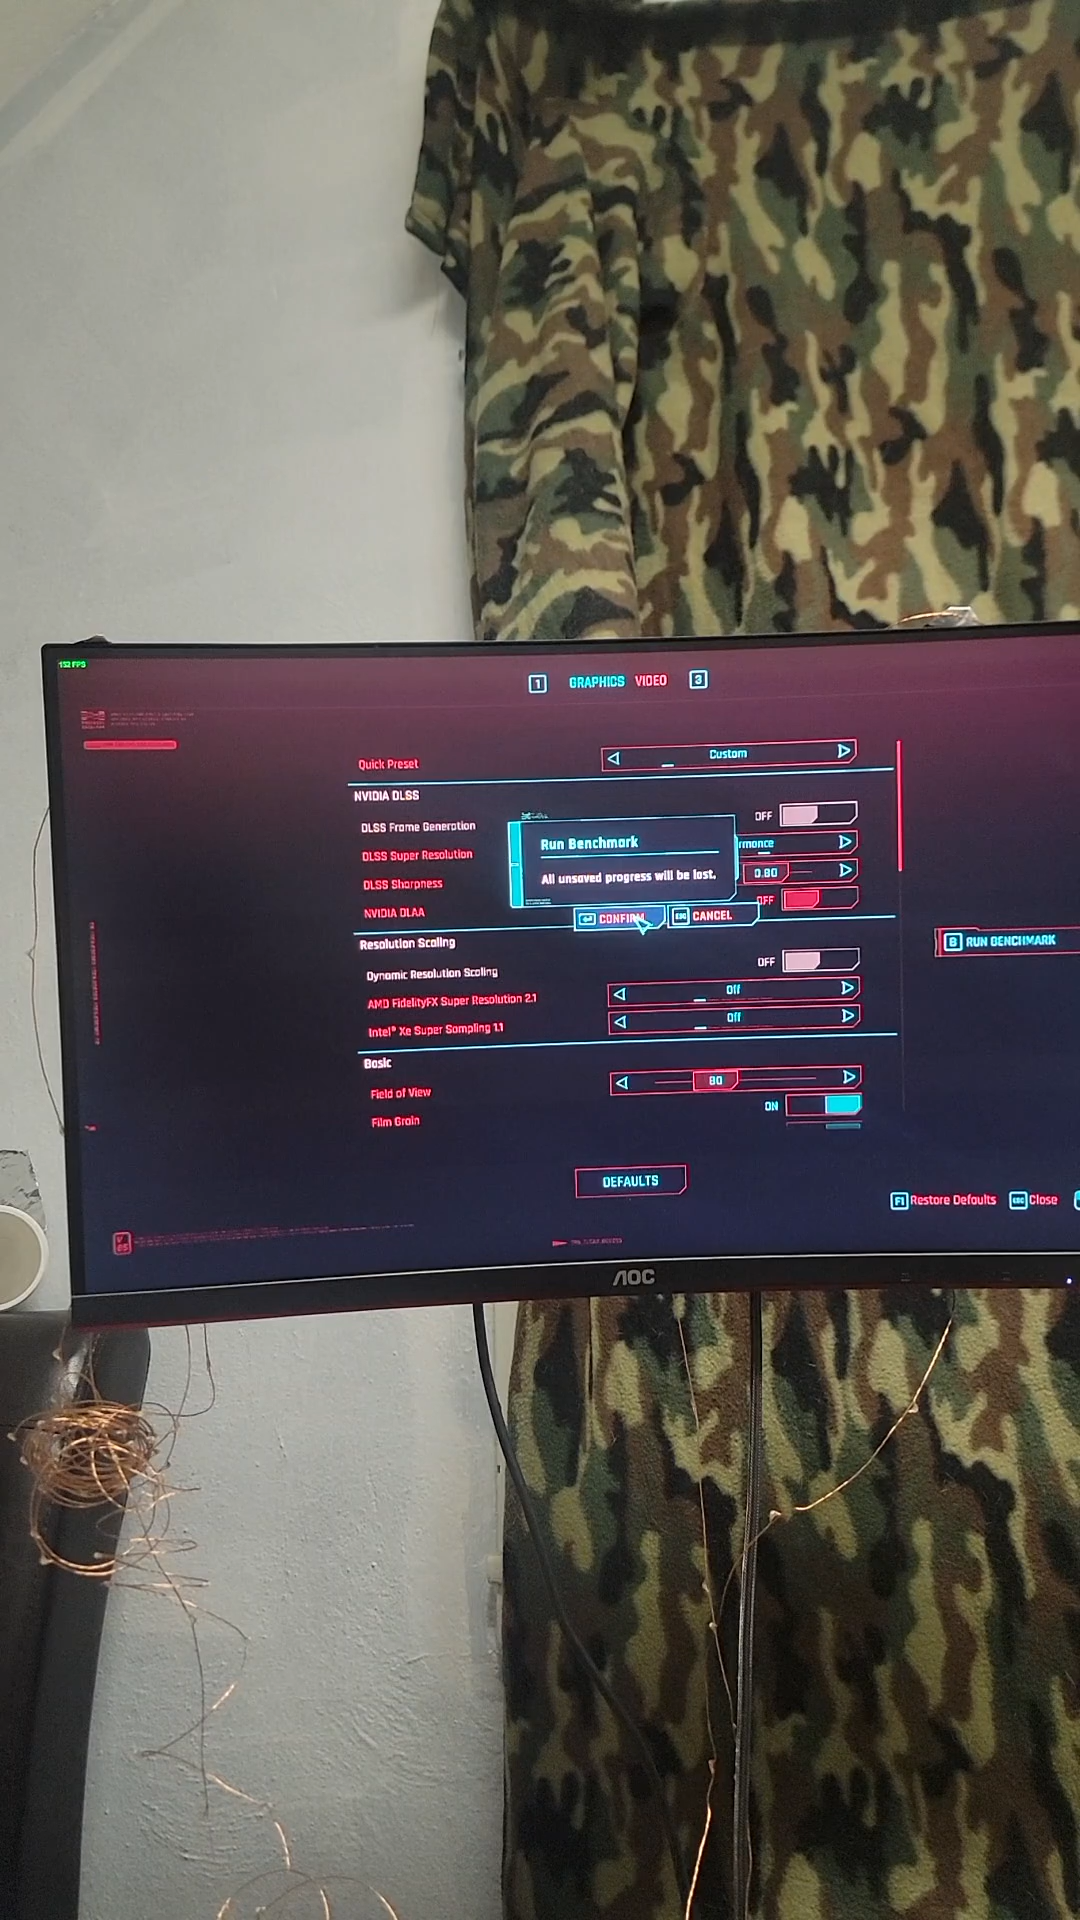 152 FPS
1 GRAPHICS VIDEO 3
Quick Preset Custom
NVIDIA DLSS
DLSS Frame Generation OFF
DLSS Super Resolution rmance
DLSS Sharpness 0.80
NVIDIA DLAA OFF
Run Benchmark
All unsaved progress will be lost.
CONFIRM ESC CANCEL
Resolution Scaling
Dynamic Resolution Scaling OFF
AMD FidelityFX Super Resolution 2.1 Off
Intel® Xe Super Sampling 1.1 Off
B RUN BENCHMARK
Basic
Field of View 80
Film Grain ON
DEFAULTS
F1 Restore Defaults ESC Close
AOC